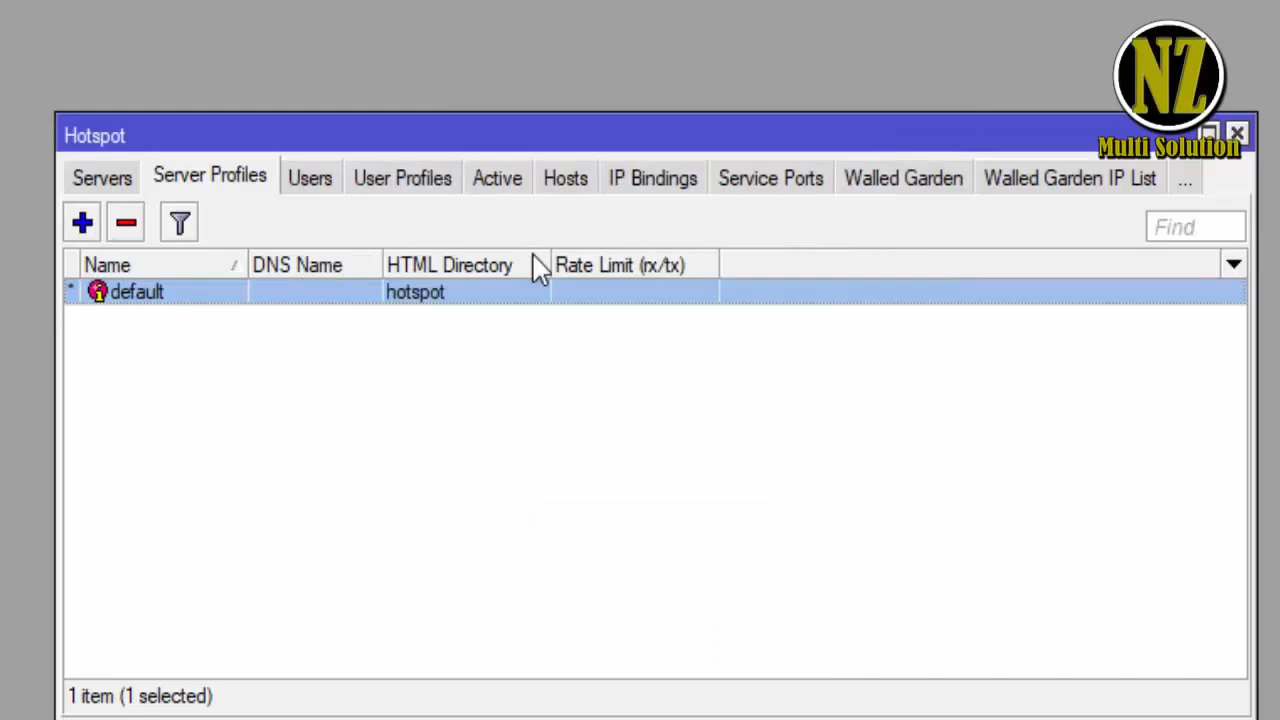 NZ
Multi Solution
Hotspot
Servers Server Profiles Users User Profiles Active Hosts IP Bindings Service Ports Walled Garden Walled Garden IP List ...
Find
Name DNS Name HTML Directory Rate Limit (rx/tx)
* default hotspot
1 item (1 selected)